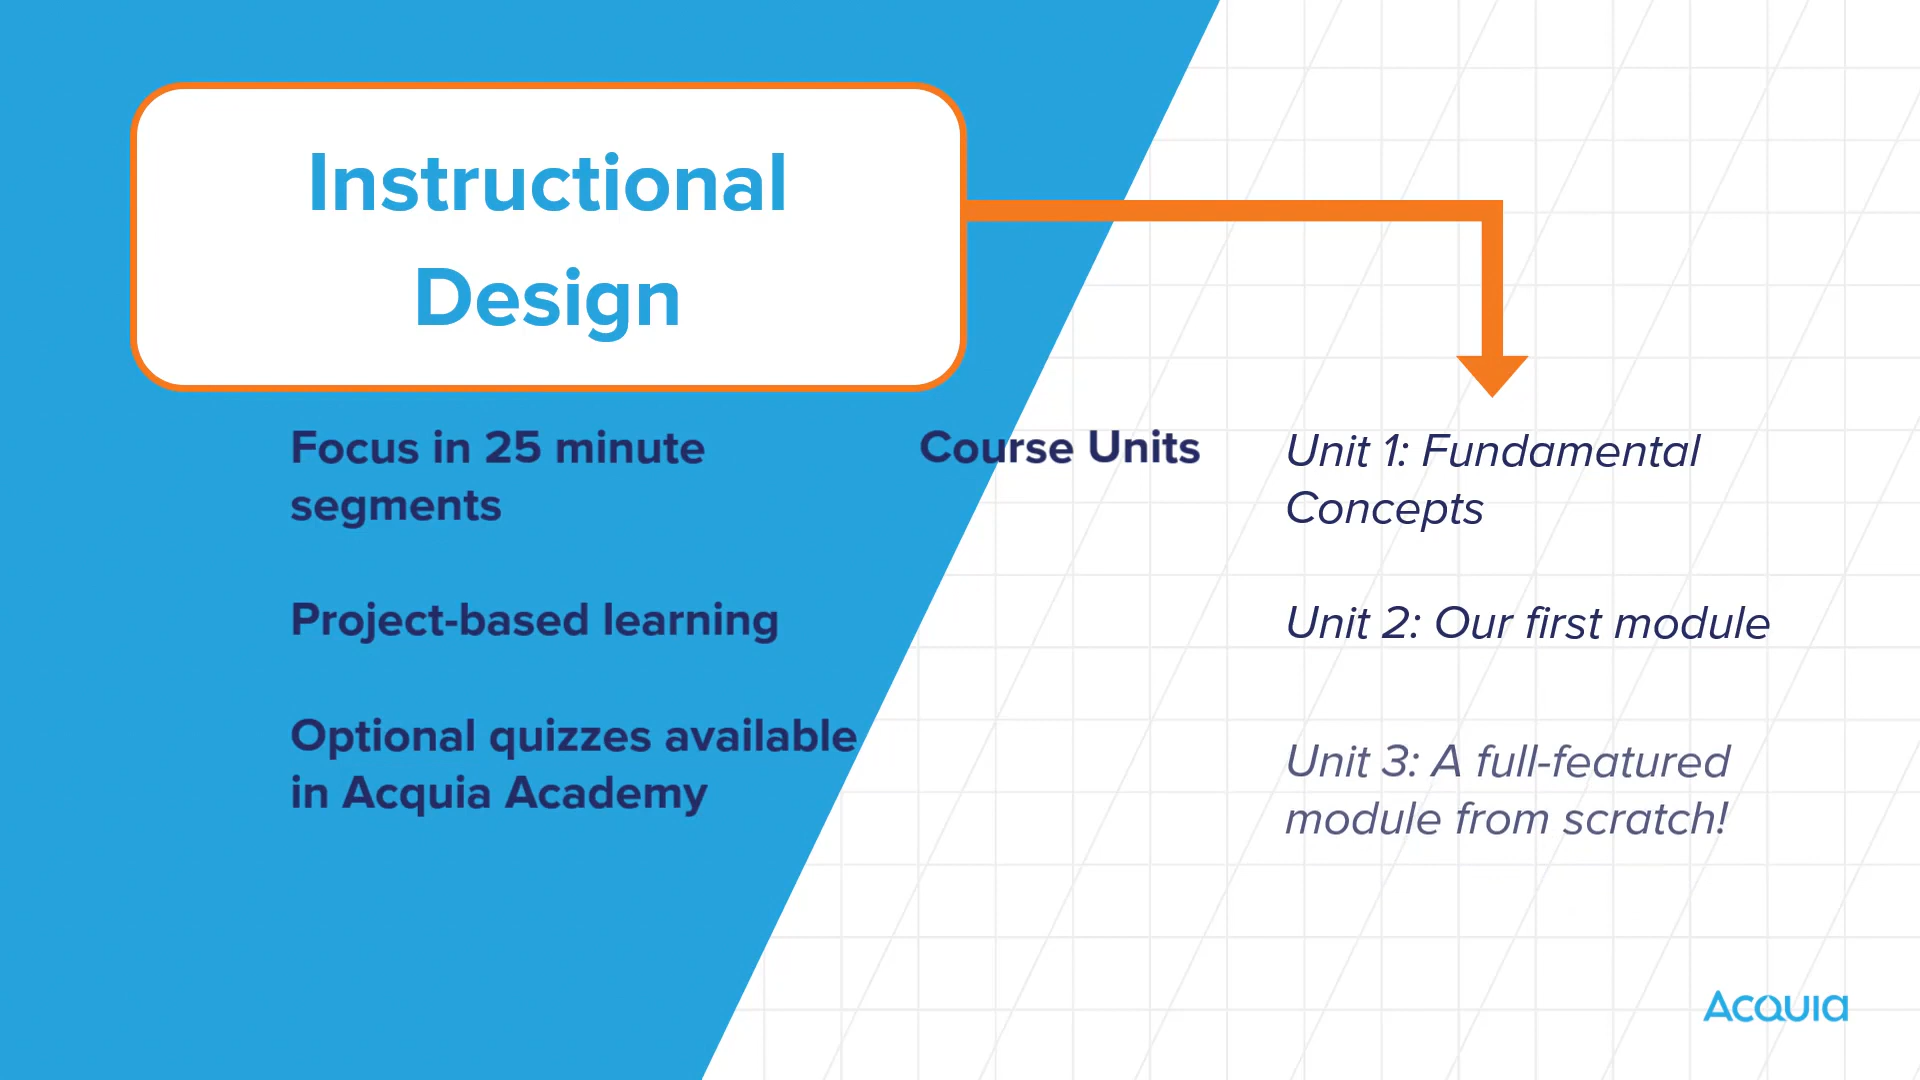 Instructional
Design
Focus in 25 minute
segments
Project-based learning
Optional quizzes available
in Acquia Academy
Course Units
Unit 1: Fundamental
Concepts
Unit 2: Our first module
Unit 3: A full-featured
module from scratch!
Acquia